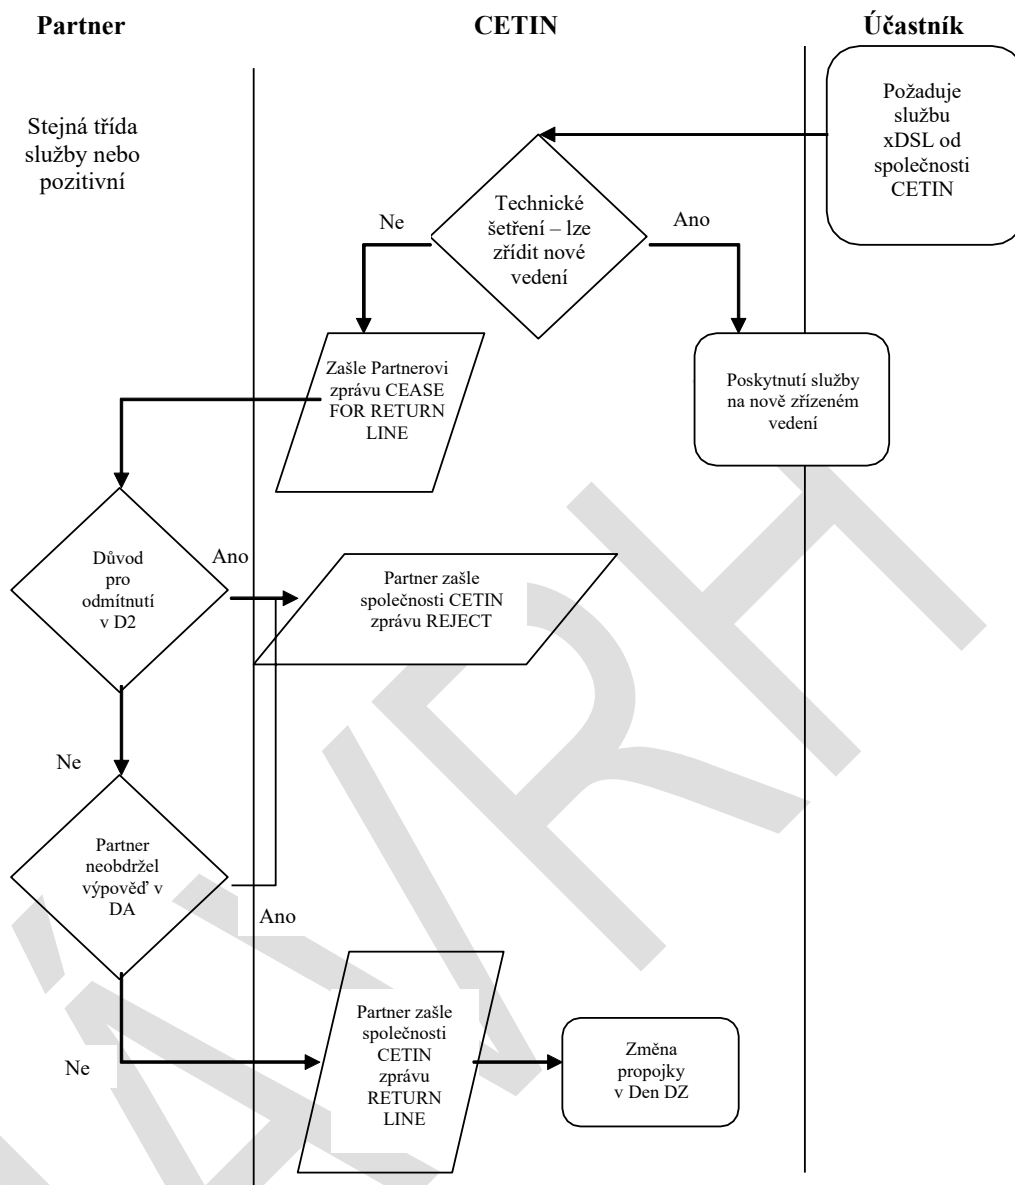 Partner
CETIN
Účastník
Stejná třída
služby nebo
pozitivní
Požaduje
službu
xDSL od
společnosti
CETIN
Technické
šetření – lze
zřídit nové
vedení
Ne
Ano
Zašle Partnerovi
zprávu CEASE
FOR RETURN
LINE
Poskytnutí služby
na nově zřízeném
vedení
Důvod
pro
odmítnutí
v D2
Ano
Partner zašle
společnosti CETIN
zprávu REJECT
Ne
Partner
neobdržel
výpověď v
DA
Ano
Ne
Partner zašle
společnosti
CETIN
zprávu
RETURN
LINE
Změna
propojky
v Den DZ
NÁVRH